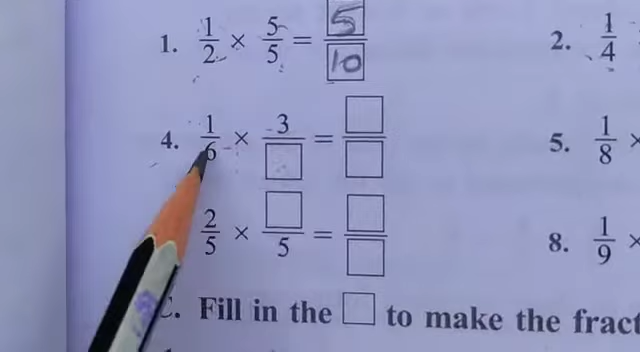 1. 1/2 × 5/5 = 5/10
2. 1/4
4. 1/6 × 3/□ = □/□
5. 1/8 ×
2/5 × □/5 = □/□
8. 1/9 ×
C. Fill in the □ to make the fract